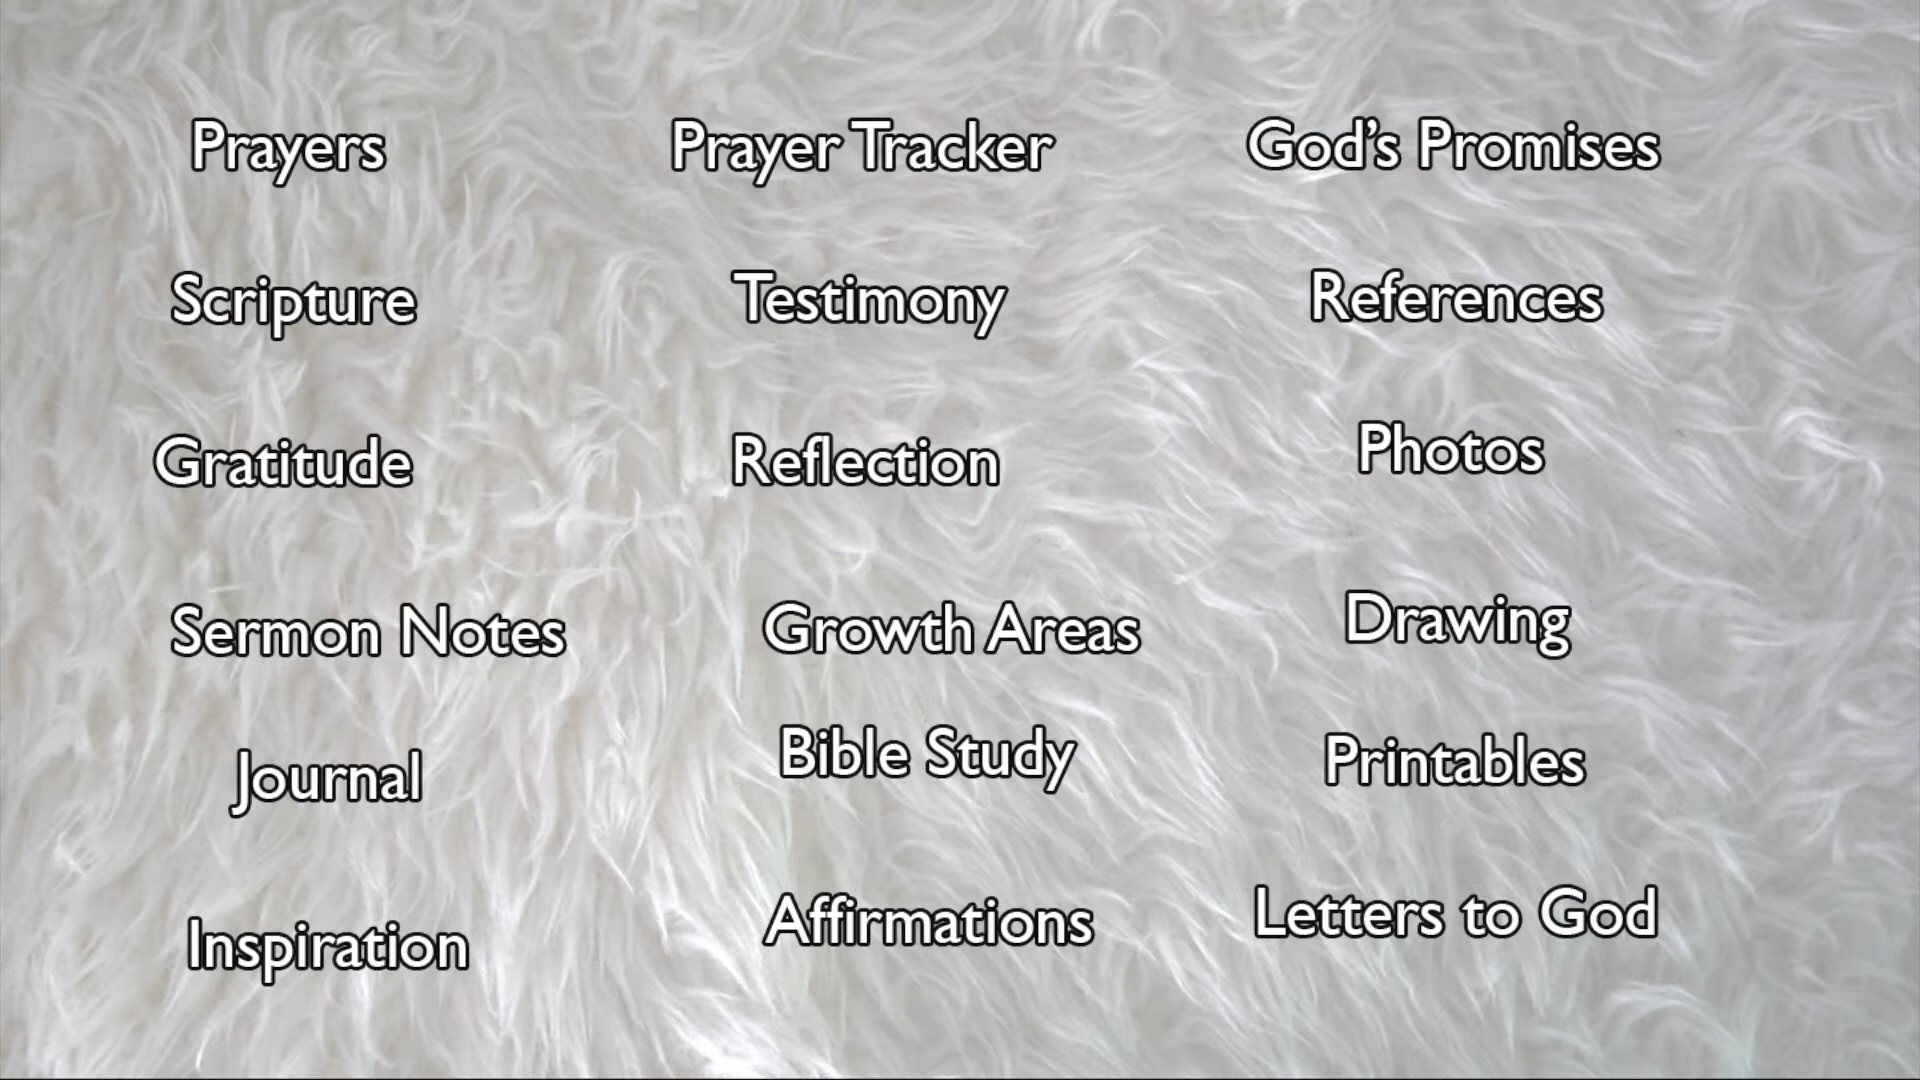 Prayers
Prayer Tracker
God's Promises
Scripture
Testimony
References
Gratitude
Reflection
Photos
Sermon Notes
Growth Areas
Drawing
Journal
Bible Study
Printables
Inspiration
Affirmations
Letters to God